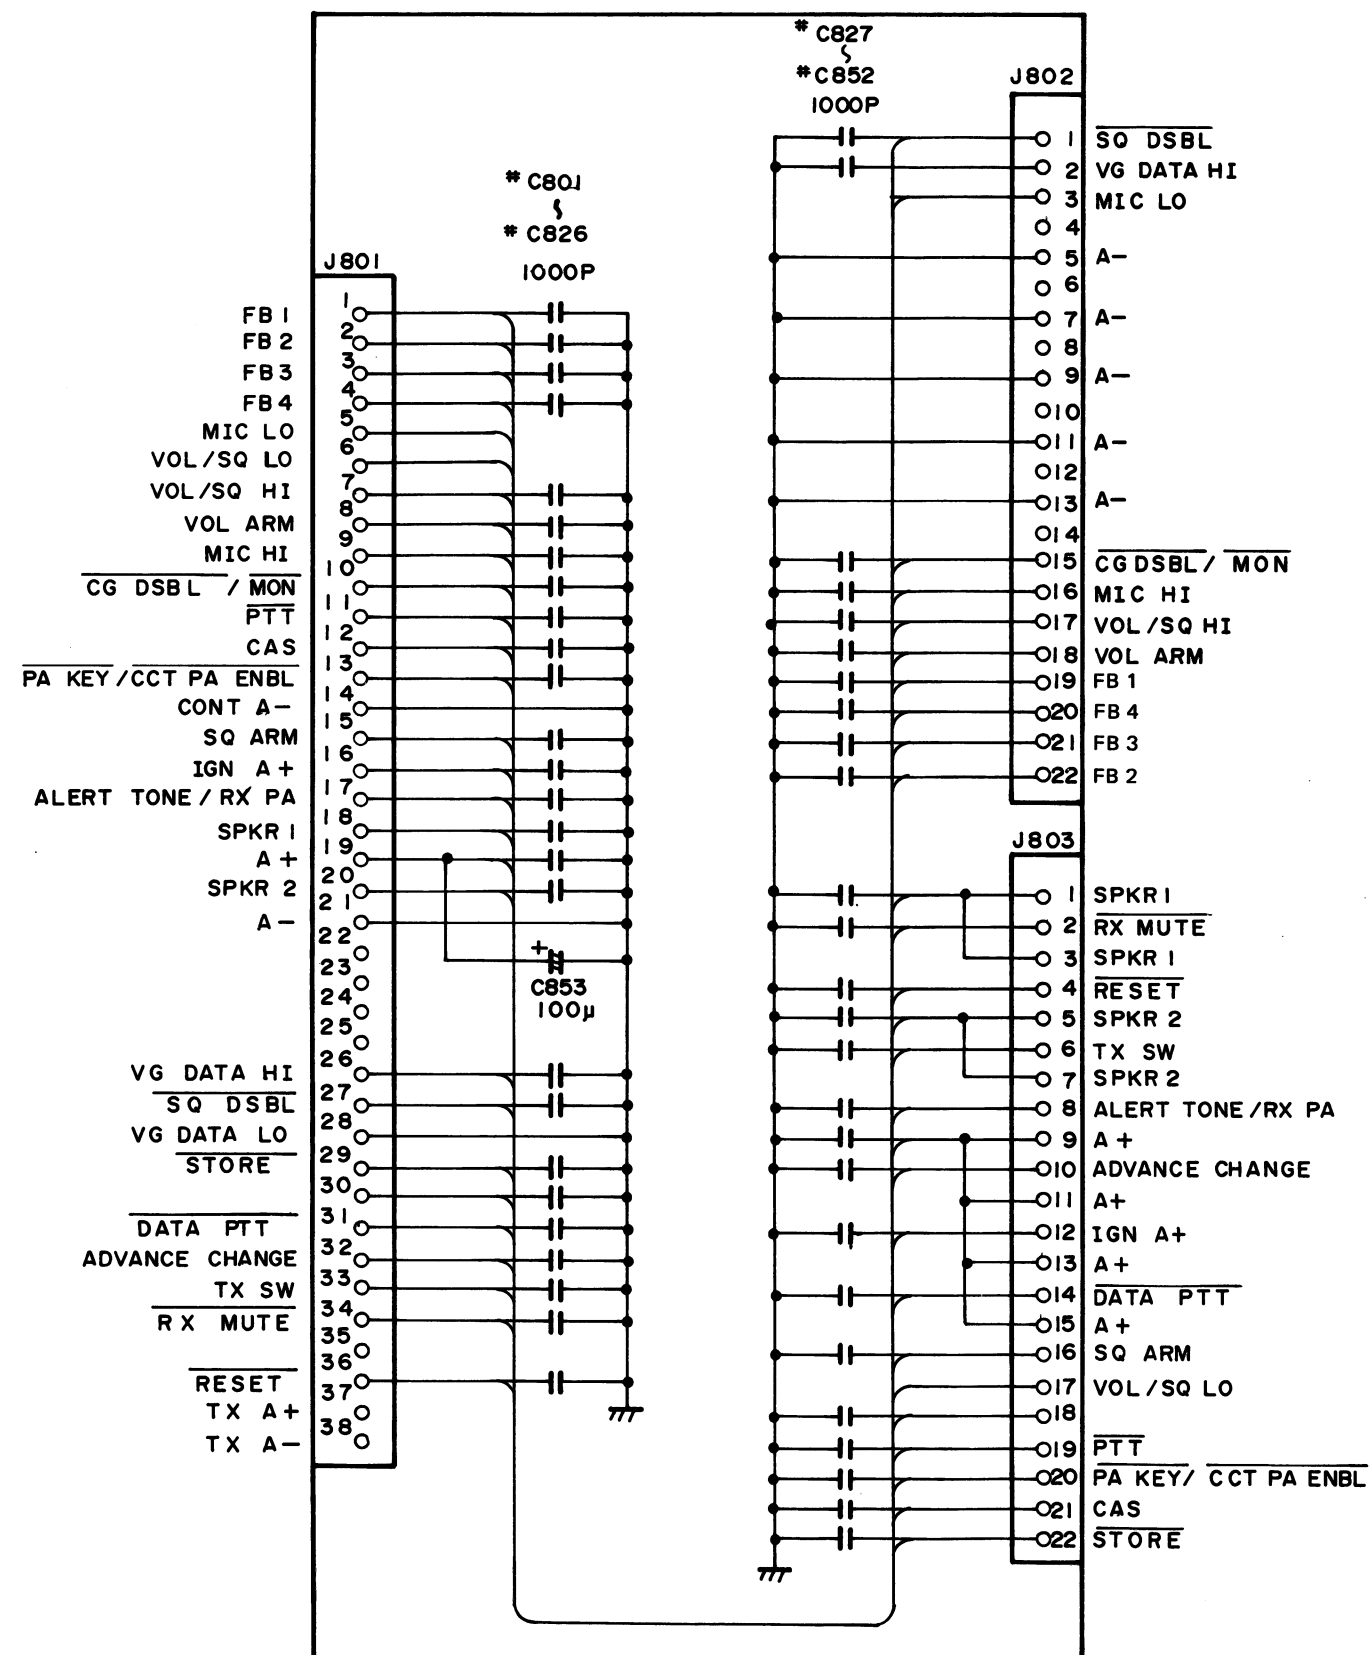 # C827
# C852
1000P
# C801
# C826
1000P
J801
FB 1 1
FB 2 2
FB 3 3
FB 4 4
MIC LO 5
VOL/SQ LO 6
VOL/SQ HI 7
VOL ARM 8
MIC HI 9
CG DSBL / MON 10
PTT 11
CAS 12
PA KEY/CCT PA ENBL 13
CONT A− 14
SQ ARM 15
IGN A+ 16
ALERT TONE / RX PA 17
SPKR 1 18
A+ 19
SPKR 2 20
A− 21
22
23
24
25
VG DATA HI 26
SQ DSBL 27
VG DATA LO 28
STORE 29
30
DATA PTT 31
ADVANCE CHANGE 32
TX SW 33
RX MUTE 34
35
RESET 36
TX A+ 37
TX A− 38
+
C853
100μ
J802
1 SQ DSBL
2 VG DATA HI
3 MIC LO
4
5 A−
6
7 A−
8
9 A−
10
11 A−
12
13 A−
14
15 CG DSBL / MON
16 MIC HI
17 VOL/SQ HI
18 VOL ARM
19 FB 1
20 FB 4
21 FB 3
22 FB 2
J803
1 SPKR 1
2 RX MUTE
3 SPKR 1
4 RESET
5 SPKR 2
6 TX SW
7 SPKR 2
8 ALERT TONE/RX PA
9 A+
10 ADVANCE CHANGE
11 A+
12 IGN A+
13 A+
14 DATA PTT
15 A+
16 SQ ARM
17 VOL/SQ LO
18
19 PTT
20 PA KEY/ CCT PA ENBL
21 CAS
22 STORE